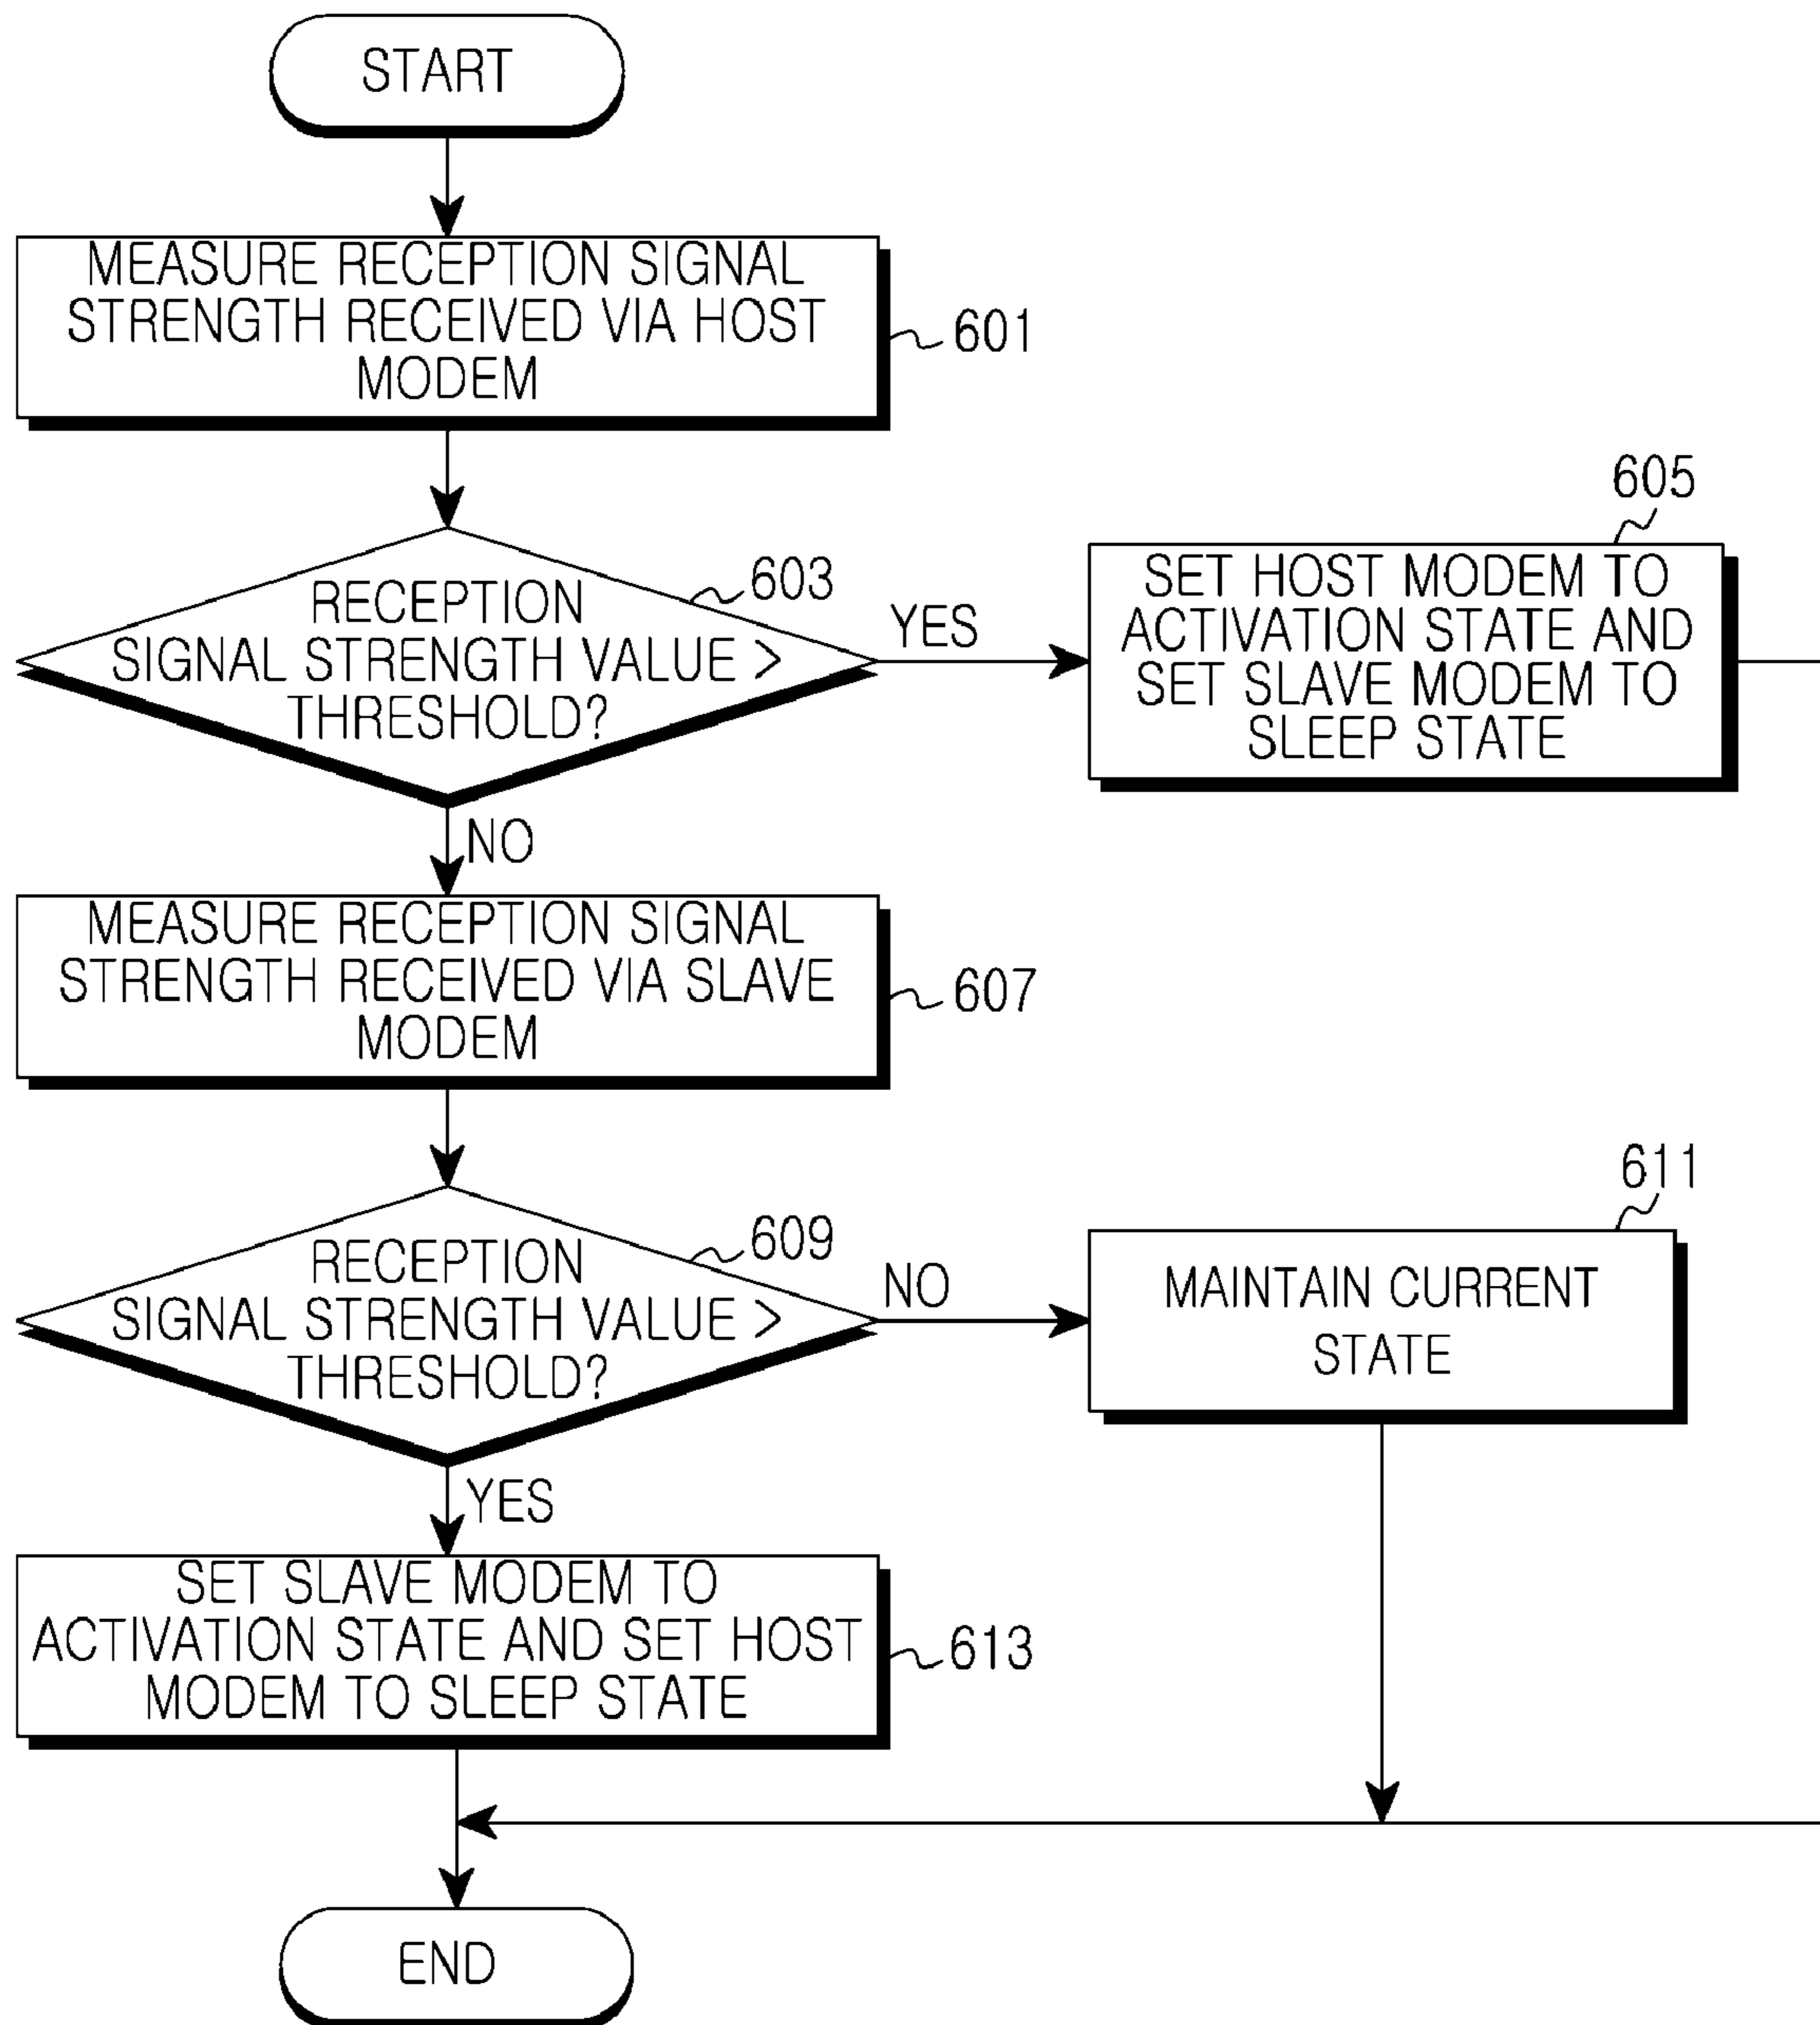 START
MEASURE RECEPTION SIGNAL
STRENGTH RECEIVED VIA HOST
MODEM
601
RECEPTION
SIGNAL STRENGTH VALUE >
THRESHOLD?
603
YES
605
SET HOST MODEM TO
ACTIVATION STATE AND
SET SLAVE MODEM TO
SLEEP STATE
NO
MEASURE RECEPTION SIGNAL
STRENGTH RECEIVED VIA SLAVE
MODEM
607
RECEPTION
SIGNAL STRENGTH VALUE >
THRESHOLD?
609
NO
611
MAINTAIN CURRENT
STATE
YES
SET SLAVE MODEM TO
ACTIVATION STATE AND SET HOST
MODEM TO SLEEP STATE
613
END